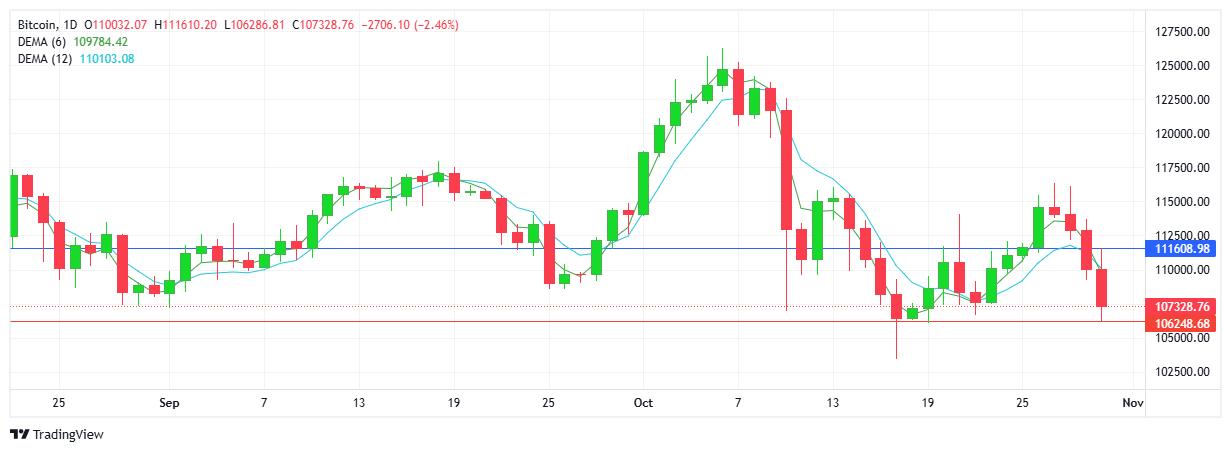 Bitcoin, 1D O110032.07 H111610.20 L106286.81 C107328.76 −2706.10 (−2.46%)
DEMA (6) 109784.42
DEMA (12) 110103.08
127500.00
125000.00
122500.00
120000.00
117500.00
115000.00
112500.00
111608.98
110000.00
107328.76
106248.68
105000.00
102500.00
25 Sep 7 13 19 25 Oct 7 13 19 25 Nov
TradingView